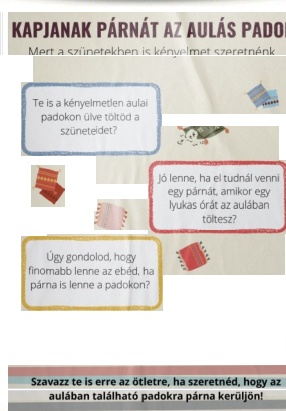 KAPJANAK PÁRNÁT AZ AULÁS PADO
Mert a szünetekben is kényelmet szeretnénk
Te is a kényelmetlen aulai
padokon ülve töltöd a
szüneteidet?
Jó lenne, ha el tudnál venni
egy párnát, amikor egy
lyukas órát az aulában
töltesz?
Úgy gondolod, hogy
finomabb lenne az ebéd, ha
párna is lenne a padokon?
Szavazz te is erre az ötletre, ha szeretnéd, hogy az
aulában található padokra párna kerüljön!